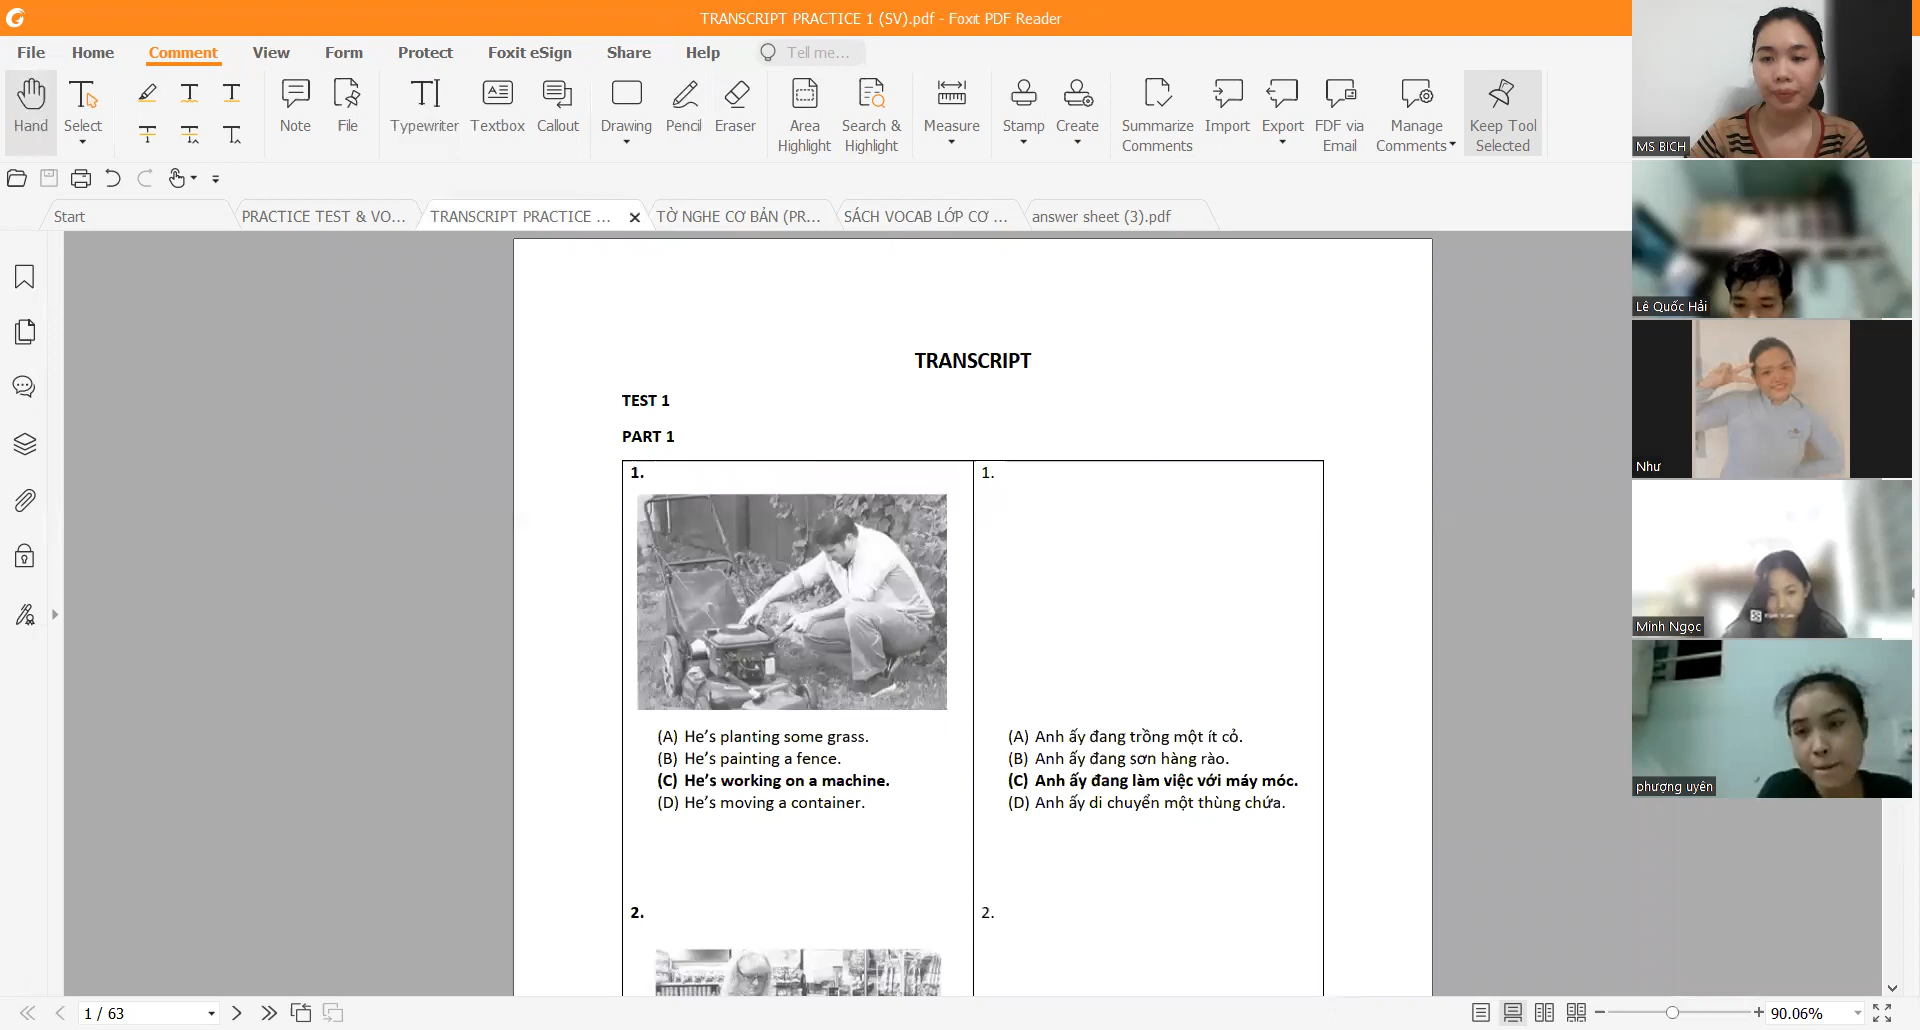 TRANSCRIPT PRACTICE 1 (SV).pdf - Foxit PDF Reader
File Home Comment View Form Protect Foxit eSign Share Help Tell me...
Hand Select Note File Typewriter Textbox Callout Drawing Pencil Eraser Area Highlight Search & Highlight Measure Stamp Create Summarize Comments Import Export FDF via Email Manage Comments Keep Tool Selected
Start PRACTICE TEST & VO... TRANSCRIPT PRACTICE ... TỜ NGHE CƠ BẢN (PR... SÁCH VOCAB LỚP CƠ ... answer sheet (3).pdf
TRANSCRIPT
TEST 1
PART 1
1.
(A) He's planting some grass.
(B) He's painting a fence.
(C) He's working on a machine.
(D) He's moving a container.
2.
1.
(A) Anh ấy đang trồng một ít cỏ.
(B) Anh ấy đang sơn hàng rào.
(C) Anh ấy đang làm việc với máy móc.
(D) Anh ấy di chuyển một thùng chứa.
2.
MS BICH
Lê Quốc Hải
Như
Minh Ngọc
phượng uyên
1 / 63
90.06%